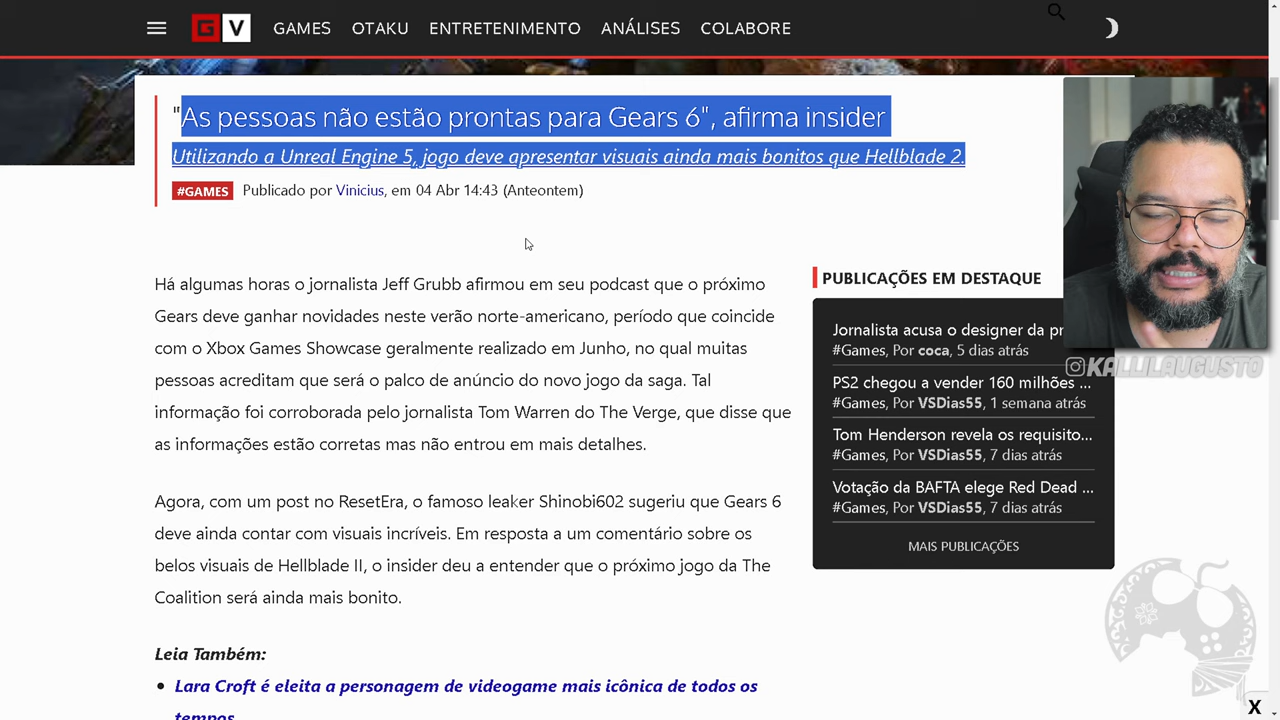 G V GAMES OTAKU ENTRETENIMENTO ANÁLISES COLABORE
"As pessoas não estão prontas para Gears 6", afirma insider
Utilizando a Unreal Engine 5, jogo deve apresentar visuais ainda mais bonitos que Hellblade 2.
#GAMES Publicado por Vinicius, em 04 Abr 14:43 (Anteontem)
Há algumas horas o jornalista Jeff Grubb afirmou em seu podcast que o próximo
Gears deve ganhar novidades neste verão norte-americano, período que coincide
com o Xbox Games Showcase geralmente realizado em Junho, no qual muitas
pessoas acreditam que será o palco de anúncio do novo jogo da saga. Tal
informação foi corroborada pelo jornalista Tom Warren do The Verge, que disse que
as informações estão corretas mas não entrou em mais detalhes.
Agora, com um post no ResetEra, o famoso leaker Shinobi602 sugeriu que Gears 6
deve ainda contar com visuais incríveis. Em resposta a um comentário sobre os
belos visuais de Hellblade II, o insider deu a entender que o próximo jogo da The
Coalition será ainda mais bonito.
Leia Também:
• Lara Croft é eleita a personagem de videogame mais icônica de todos os
tempos
PUBLICAÇÕES EM DESTAQUE
Jornalista acusa o designer da pr
#Games, Por coca, 5 dias atrás
PS2 chegou a vender 160 milhões ...
#Games, Por VSDias55, 1 semana atrás
Tom Henderson revela os requisito...
#Games, Por VSDias55, 7 dias atrás
Votação da BAFTA elege Red Dead ...
#Games, Por VSDias55, 7 dias atrás
MAIS PUBLICAÇÕES
@KALLILAUGUSTO
X